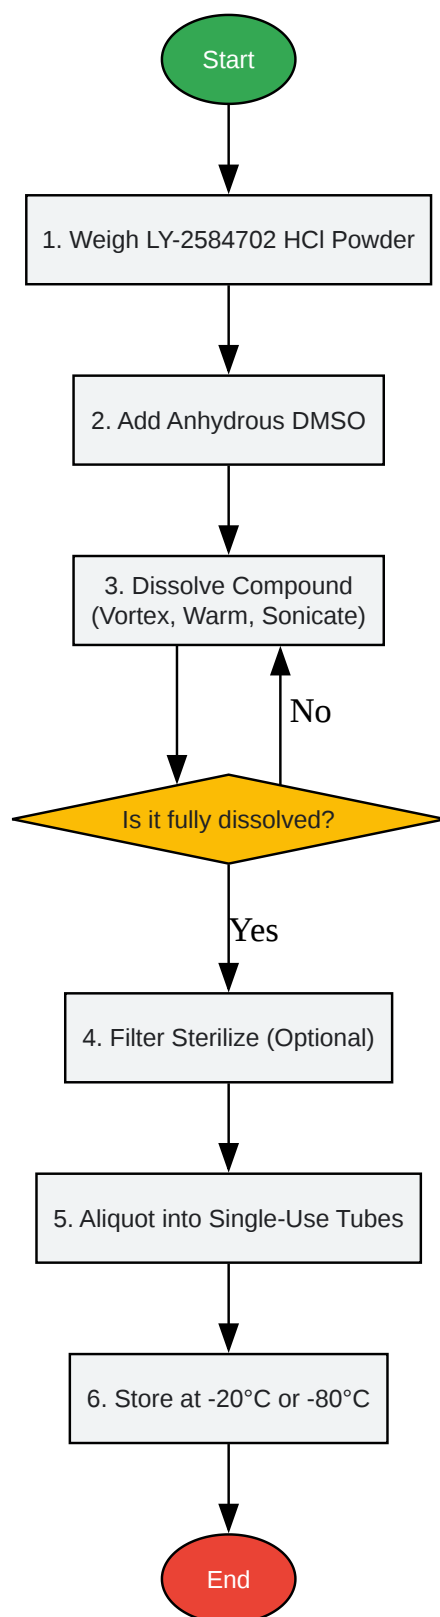 Start
1. Weigh LY-2584702 HCl Powder
2. Add Anhydrous DMSO
3. Dissolve Compound
(Vortex, Warm, Sonicate)
No
Is it fully dissolved?
Yes
4. Filter Sterilize (Optional)
5. Aliquot into Single-Use Tubes
6. Store at -20°C or -80°C
End